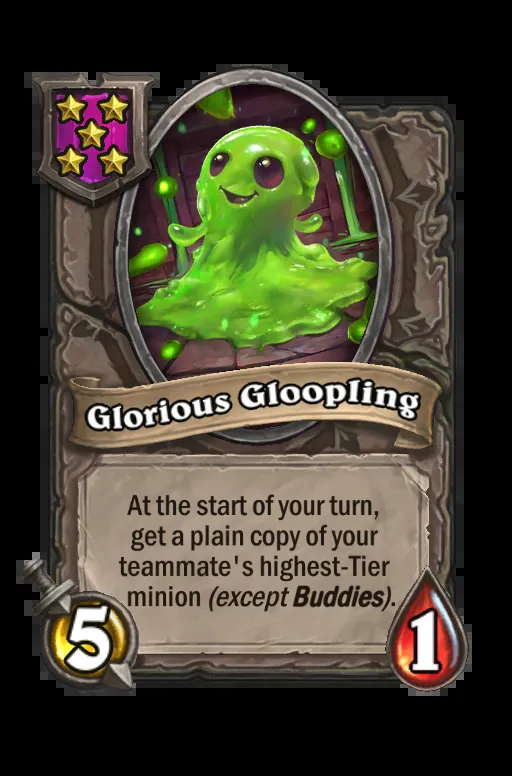 Glorious Gloopling
At the start of your turn,
get a plain copy of your
teammate's highest-Tier
minion (except Buddies).
5
1